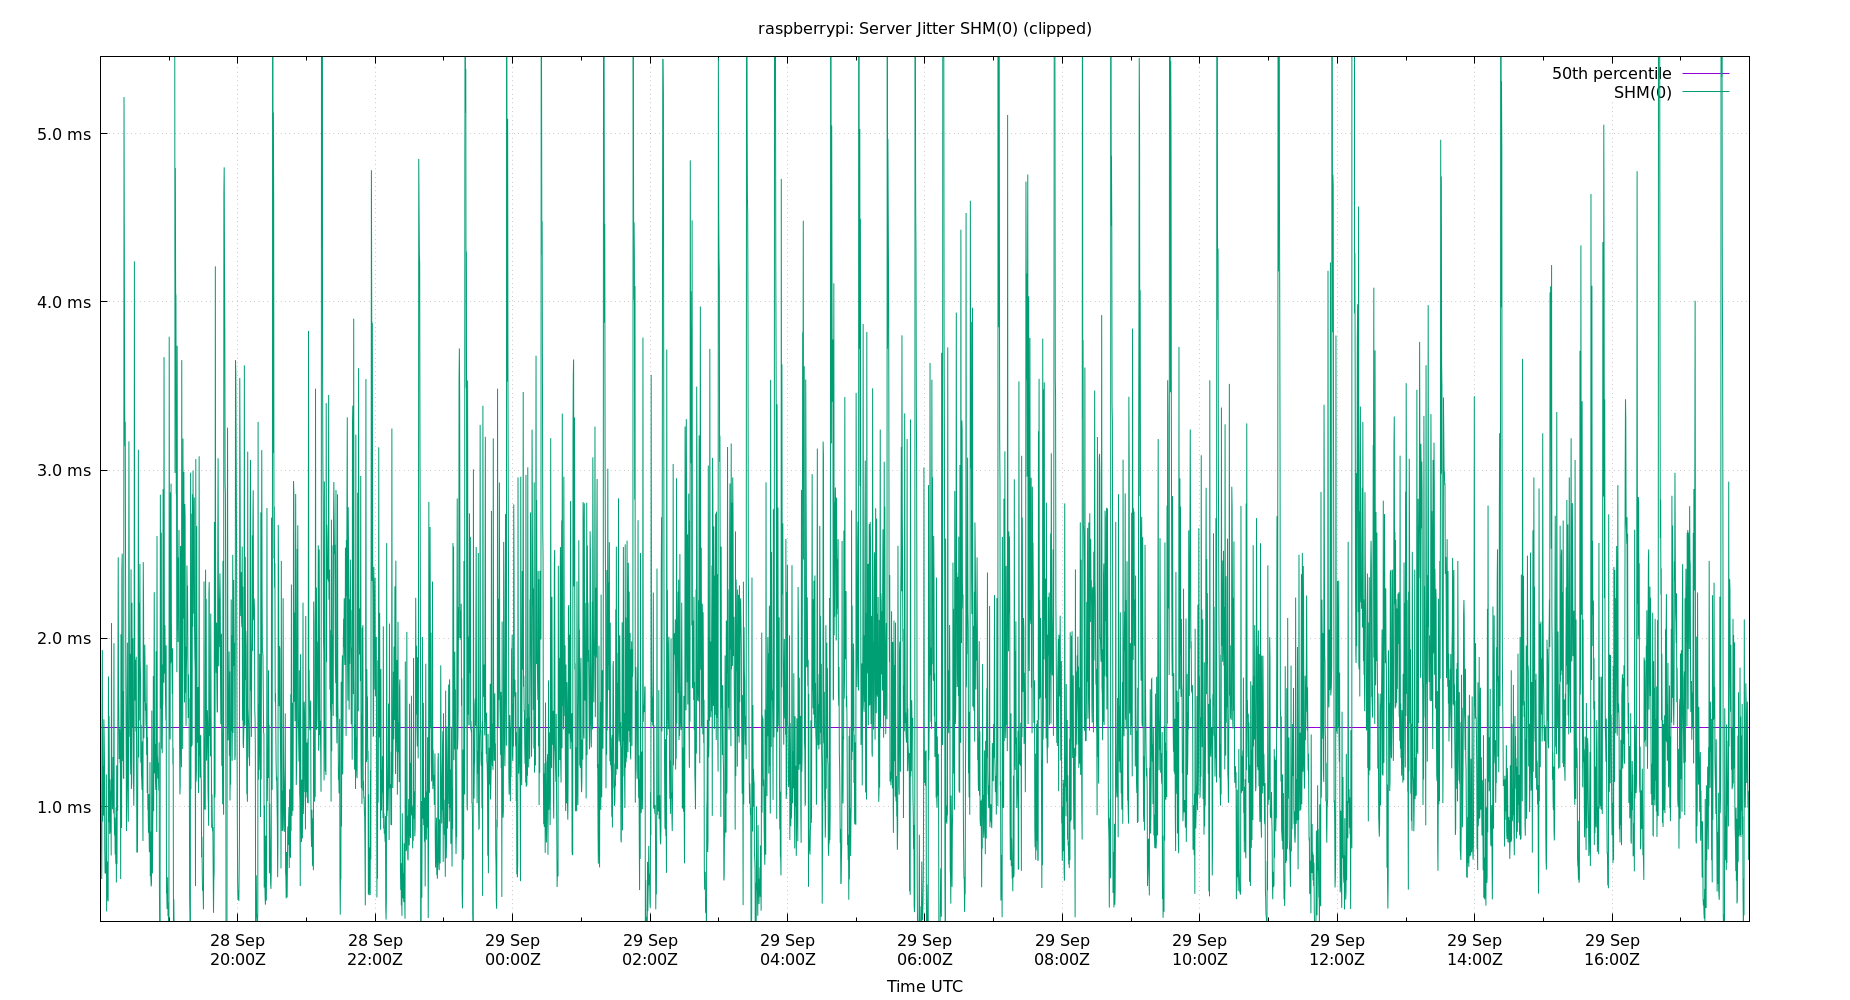 raspberrypi: Server Jitter SHM(0) (clipped)
50th percentile
SHM(0)
5.0 ms
4.0 ms
3.0 ms
2.0 ms
1.0 ms
28 Sep 28 Sep 29 Sep 29 Sep 29 Sep 29 Sep 29 Sep 29 Sep 29 Sep 29 Sep 29 Sep
20:00Z 22:00Z 00:00Z 02:00Z 04:00Z 06:00Z 08:00Z 10:00Z 12:00Z 14:00Z 16:00Z
Time UTC